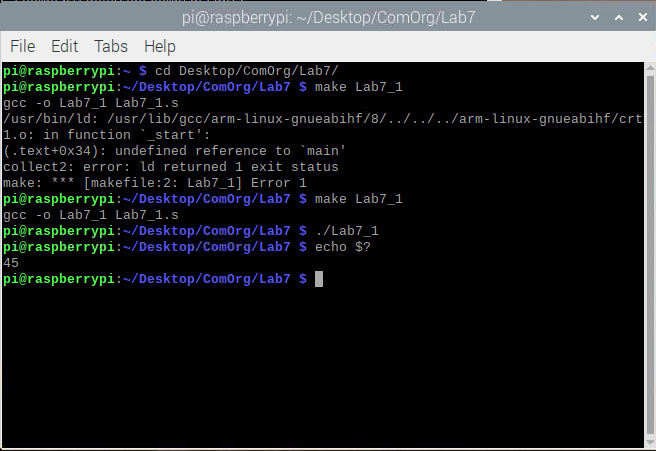 pi@raspberrypi: ~/Desktop/ComOrg/Lab7
File Edit Tabs Help
pi@raspberrypi:~ $ cd Desktop/ComOrg/Lab7/
pi@raspberrypi:~/Desktop/ComOrg/Lab7 $ make Lab7_1
gcc -o Lab7_1 Lab7_1.s
/usr/bin/ld: /usr/lib/gcc/arm-linux-gnueabihf/8/../../../arm-linux-gnueabihf/crt
1.o: in function `_start':
(.text+0x34): undefined reference to `main'
collect2: error: ld returned 1 exit status
make: *** [makefile:2: Lab7_1] Error 1
pi@raspberrypi:~/Desktop/ComOrg/Lab7 $ make Lab7_1
gcc -o Lab7_1 Lab7_1.s
pi@raspberrypi:~/Desktop/ComOrg/Lab7 $ ./Lab7_1
pi@raspberrypi:~/Desktop/ComOrg/Lab7 $ echo $?
45
pi@raspberrypi:~/Desktop/ComOrg/Lab7 $